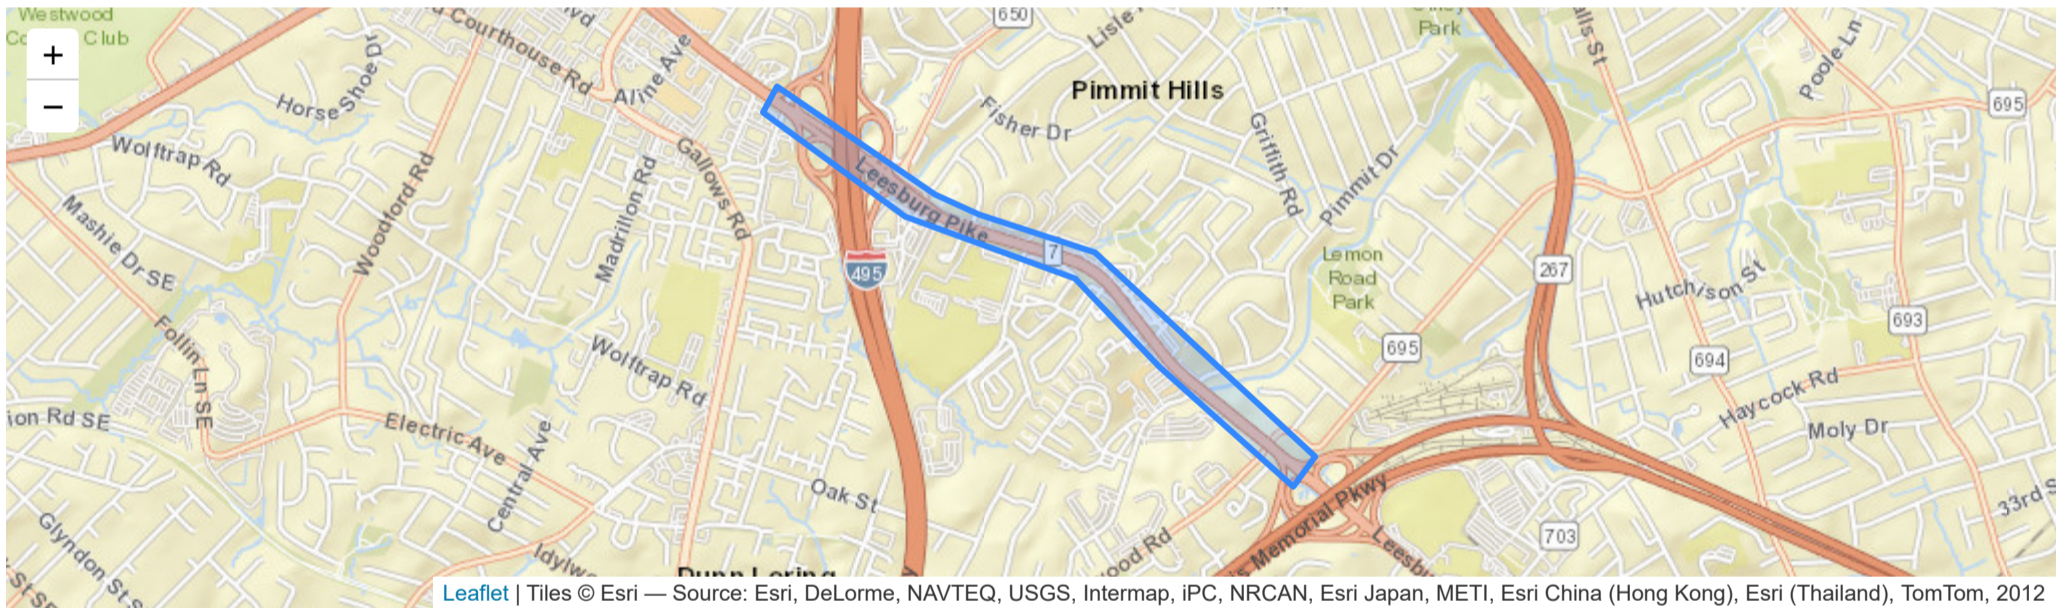 Westwood
Club
+
−
Courthouse Rd
Aline Ave
650
Lisle
Park
Poole Ln
695
Horse Shoe Dr
Pimmit Hills
Fisher Dr
Griffith Rd
Pimmit Dr
Wolftrap Rd
Woodford Rd
Gallows Rd
Madrillon Rd
Leesburg Pike
7
Mashie Dr SE
495
Lemon
Road
Park
267
Hutchison St
693
695
694
Follin Ln SE
Wolftrap Rd
Haycock Rd
Moly Dr
ion Rd SE
Electric Ave
Central Ave
Oak St
s Memorial Pkwy
33rd S
703
Glyndon St S
Idylwo
ood Rd
Leesbu
Dunn Loring
Leaflet | Tiles © Esri — Source: Esri, DeLorme, NAVTEQ, USGS, Intermap, iPC, NRCAN, Esri Japan, METI, Esri China (Hong Kong), Esri (Thailand), TomTom, 2012